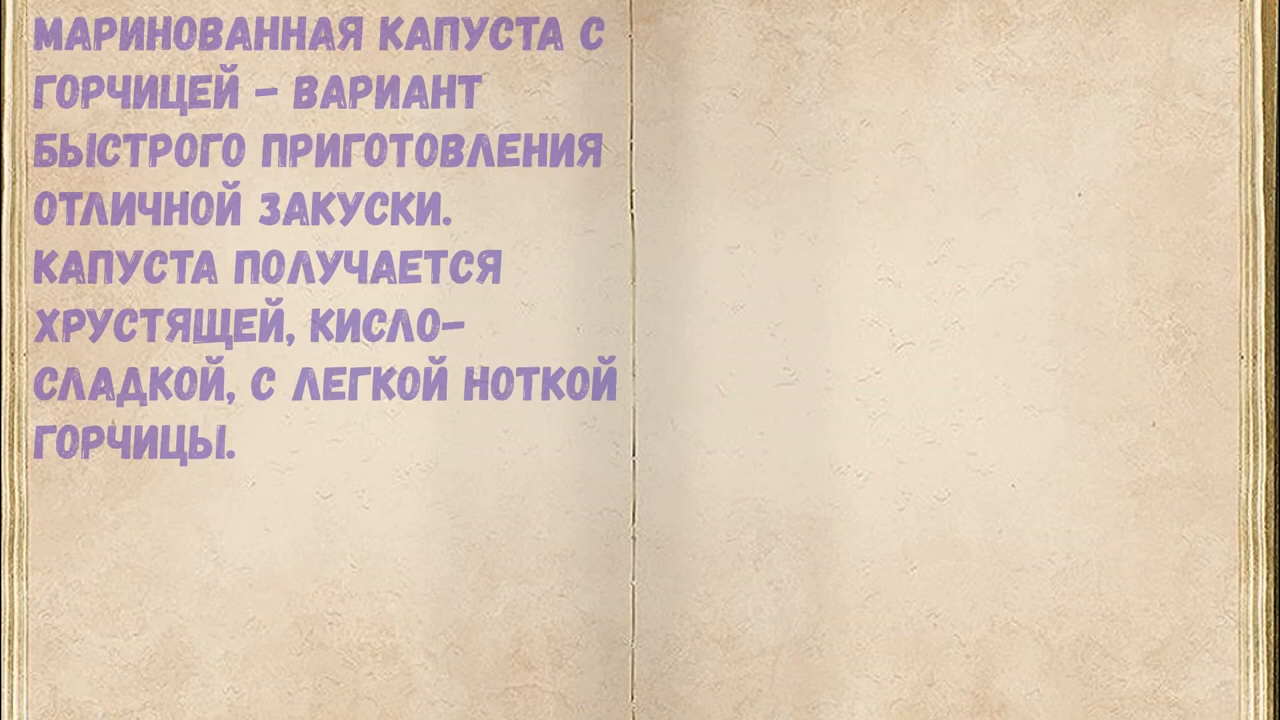 МАРИНОВАННАЯ КАПУСТА С
ГОРЧИЦЕЙ – ВАРИАНТ
БЫСТРОГО ПРИГОТОВЛЕНИЯ
ОТЛИЧНОЙ ЗАКУСКИ.
КАПУСТА ПОЛУЧАЕТСЯ
ХРУСТЯЩЕЙ, КИСЛО-
СЛАДКОЙ, С ЛЕГКОЙ НОТКОЙ
ГОРЧИЦЫ.